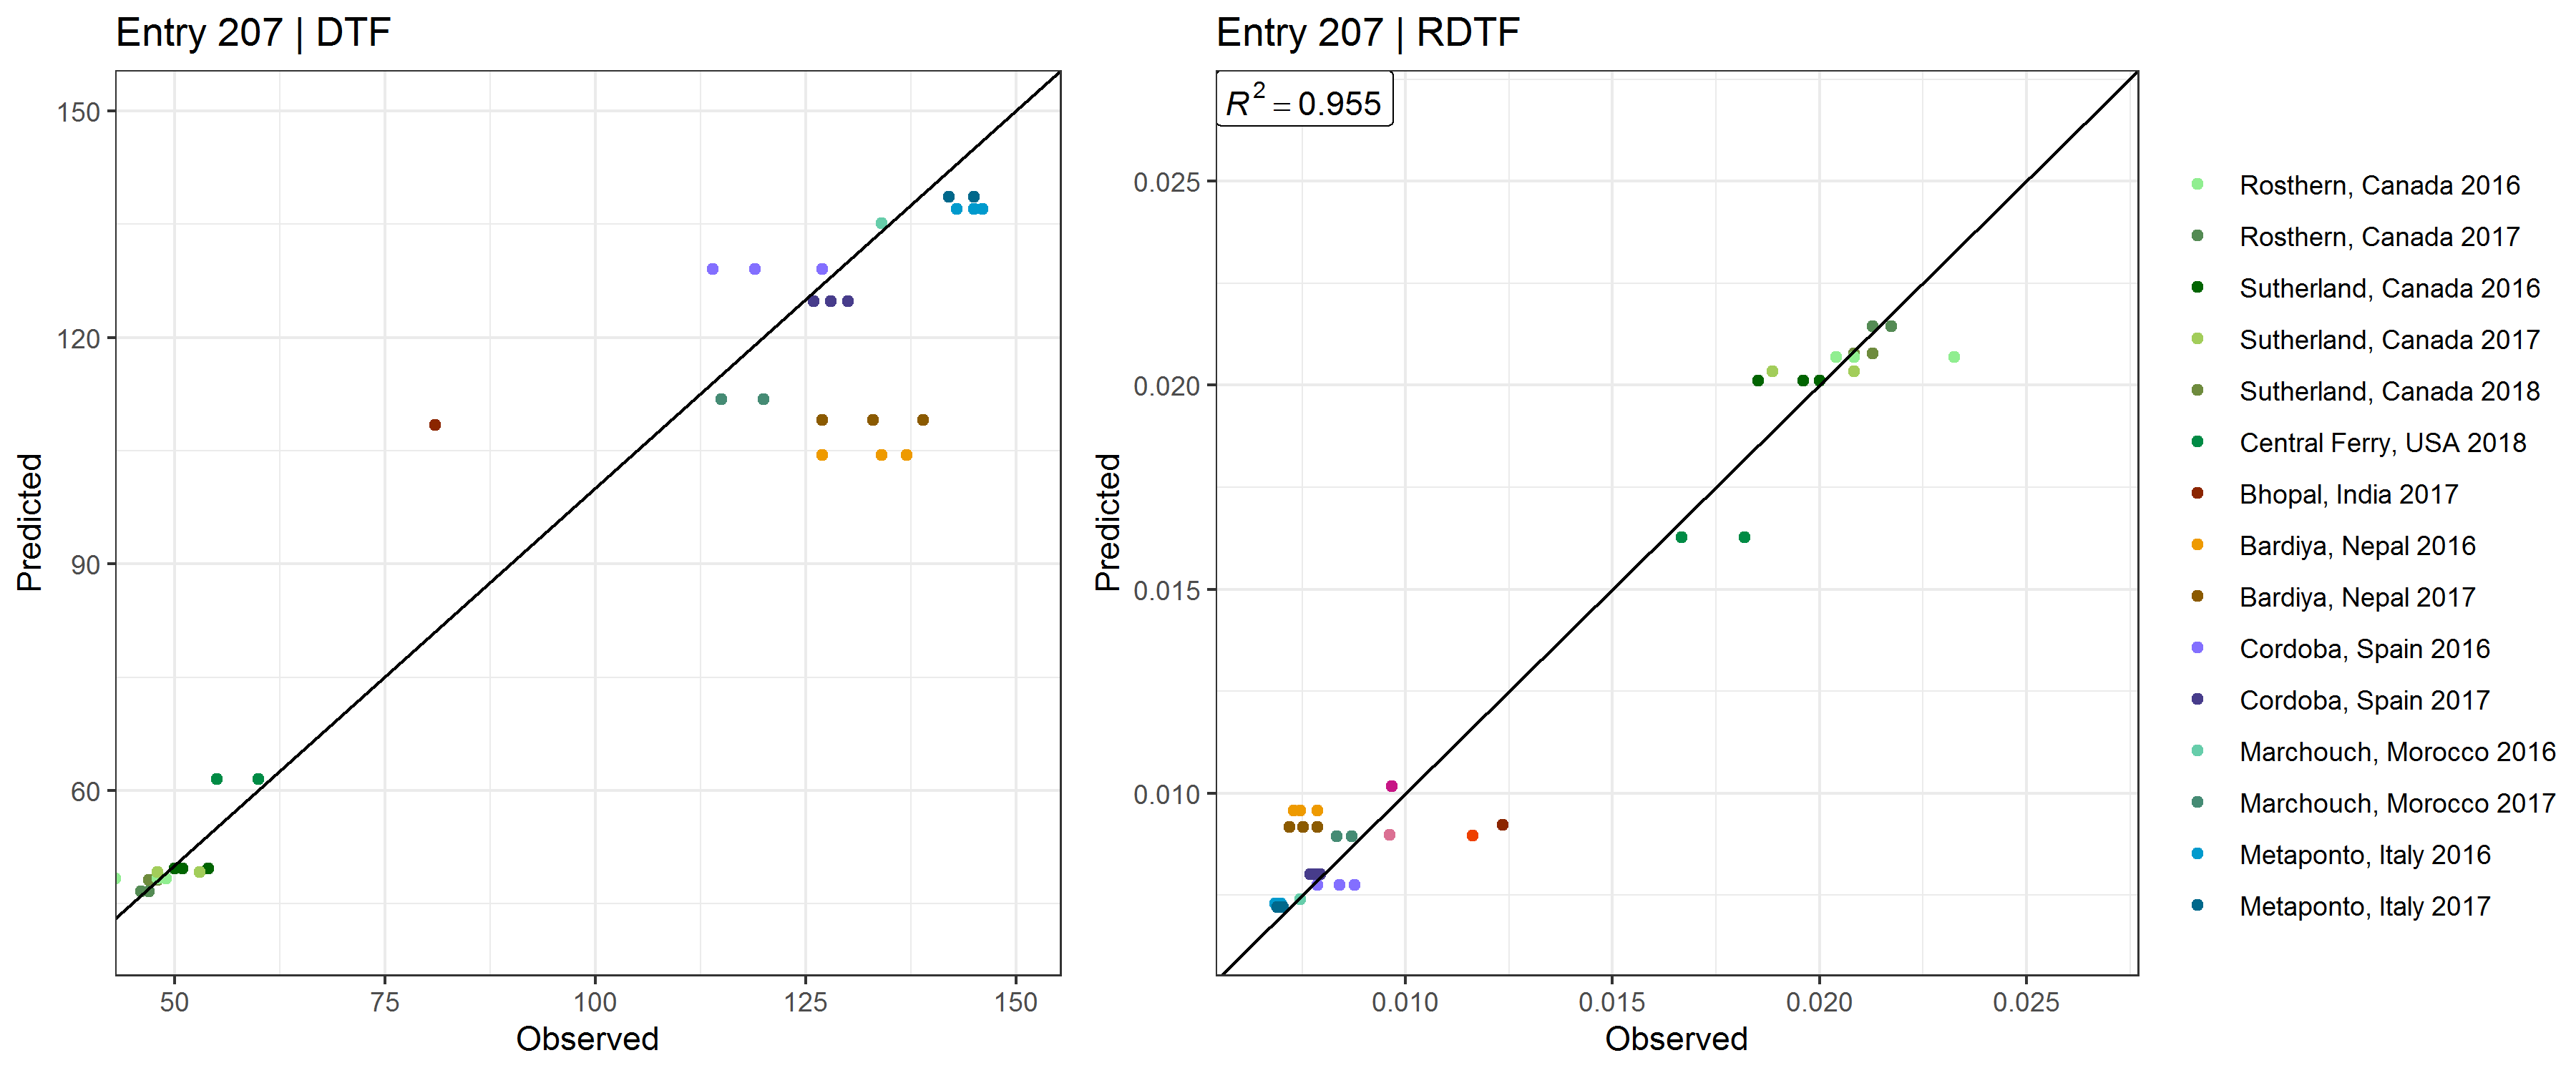 Entry 207 | DTF
150
120
90
60
Predicted
50 75 100 125 150
Observed
Entry 207 | RDTF
R² = 0.955
0.025
0.020
0.015
0.010
Predicted
0.010 0.015 0.020 0.025
Observed
Rosthern, Canada 2016
Rosthern, Canada 2017
Sutherland, Canada 2016
Sutherland, Canada 2017
Sutherland, Canada 2018
Central Ferry, USA 2018
Bhopal, India 2017
Bardiya, Nepal 2016
Bardiya, Nepal 2017
Cordoba, Spain 2016
Cordoba, Spain 2017
Marchouch, Morocco 2016
Marchouch, Morocco 2017
Metaponto, Italy 2016
Metaponto, Italy 2017